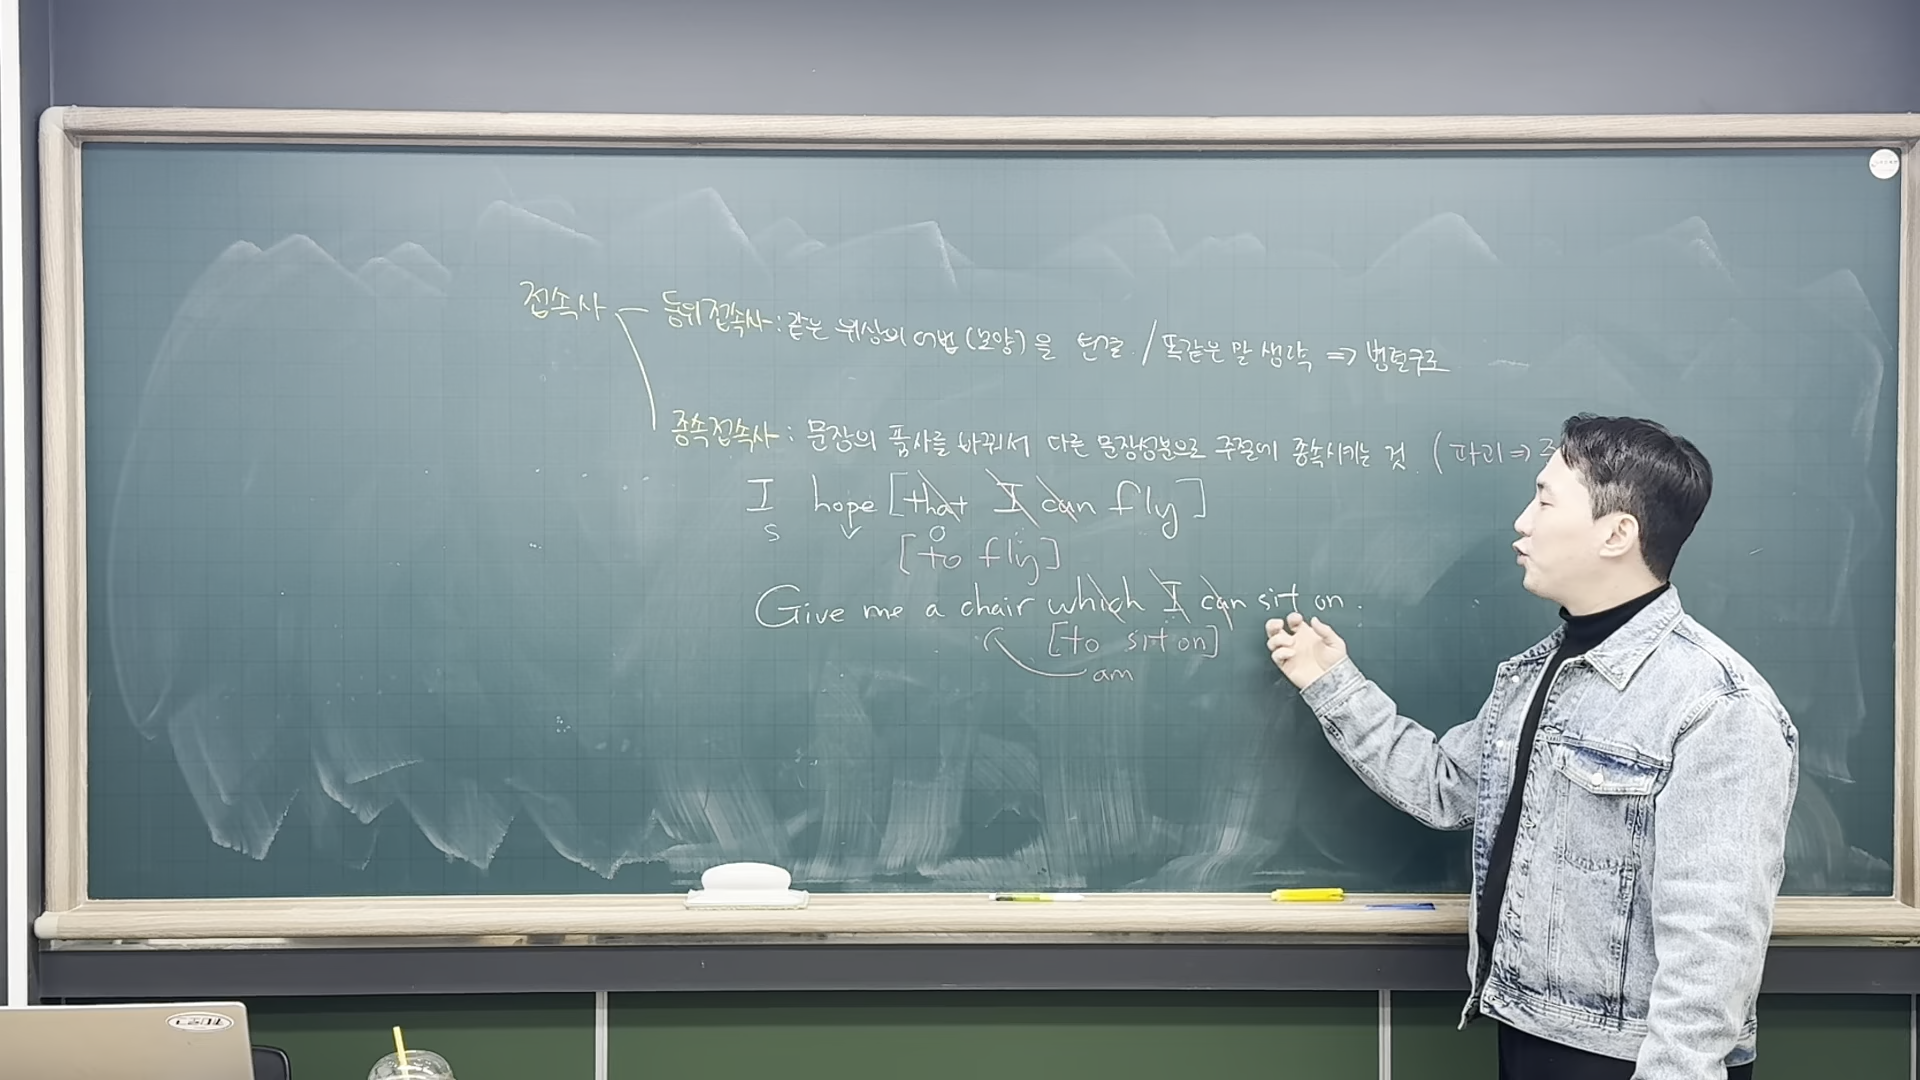 접속사 동위접속사 : 같은 위상의 어법 (모양)을 연결. / 똑같은 말 생략 => 병렬구조
종속접속사 : 문장의 품사를 바꿔서 다른 문장성분으로 주절에 종속시키는 것. (파리 =>
I hope [that I can fly]
S V O
[to fly]
Give me a chair which I can sit on.
[to sit on]
am